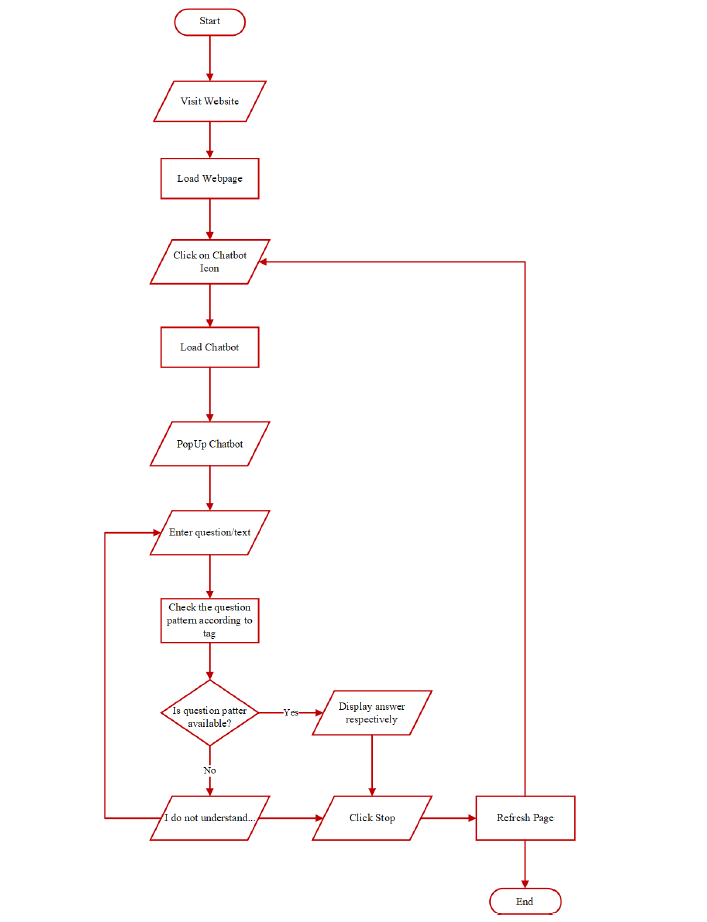 Start
Visit Website
Load Webpage
Click on Chatbot
Icon
Load Chatbot
PopUp Chatbot
Enter question/text
Check the question
pattern according to
tag
Is question patter
available?
Yes
Display answer
respectively
No
I do not understand...
Click Stop
Refresh Page
End